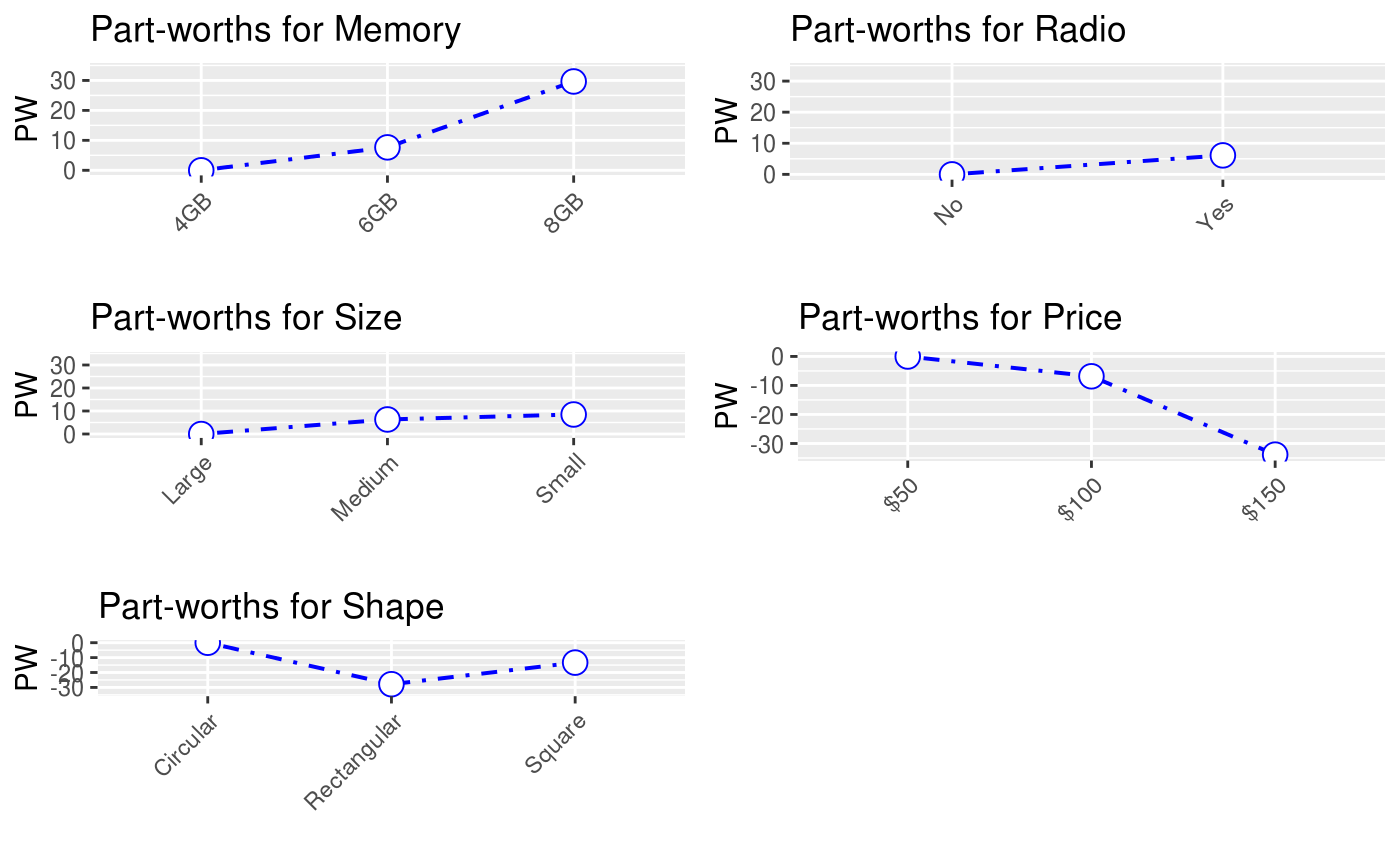 Part-worths for Memory
PW
30
20
10
0
4GB
6GB
8GB
Part-worths for Radio
PW
30
20
10
0
No
Yes
Part-worths for Size
PW
30
20
10
0
Large
Medium
Small
Part-worths for Price
PW
0
-10
-20
-30
$50
$100
$150
Part-worths for Shape
PW
0
-10
-20
-30
Circular
Rectangular
Square